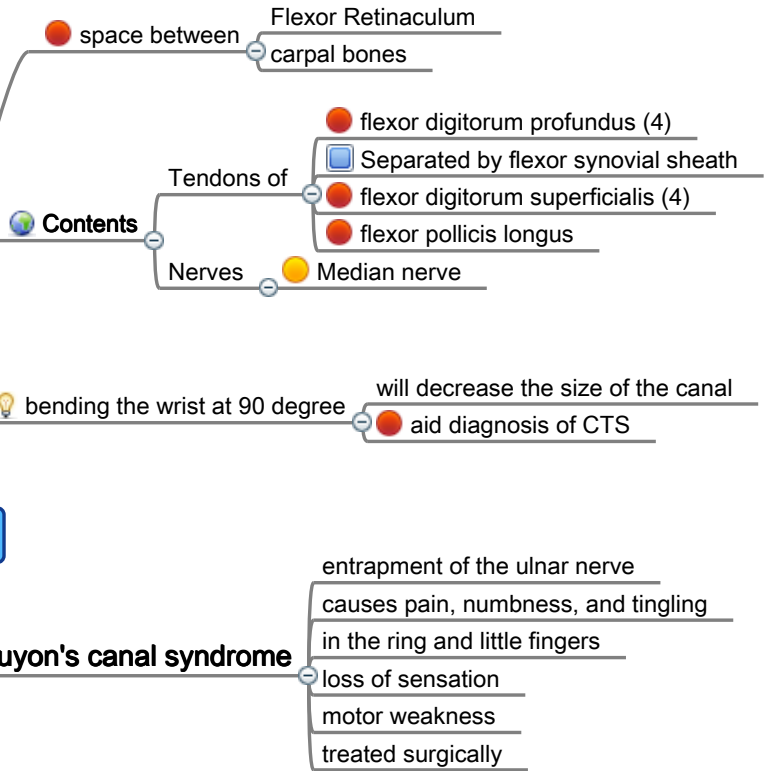 space between
Flexor Retinaculum
carpal bones
Contents
Tendons of
flexor digitorum profundus (4)
Separated by flexor synovial sheath
flexor digitorum superficialis (4)
flexor pollicis longus
Nerves
Median nerve
bending the wrist at 90 degree
will decrease the size of the canal
aid diagnosis of CTS
uyon's canal syndrome
entrapment of the ulnar nerve
causes pain, numbness, and tingling
in the ring and little fingers
loss of sensation
motor weakness
treated surgically